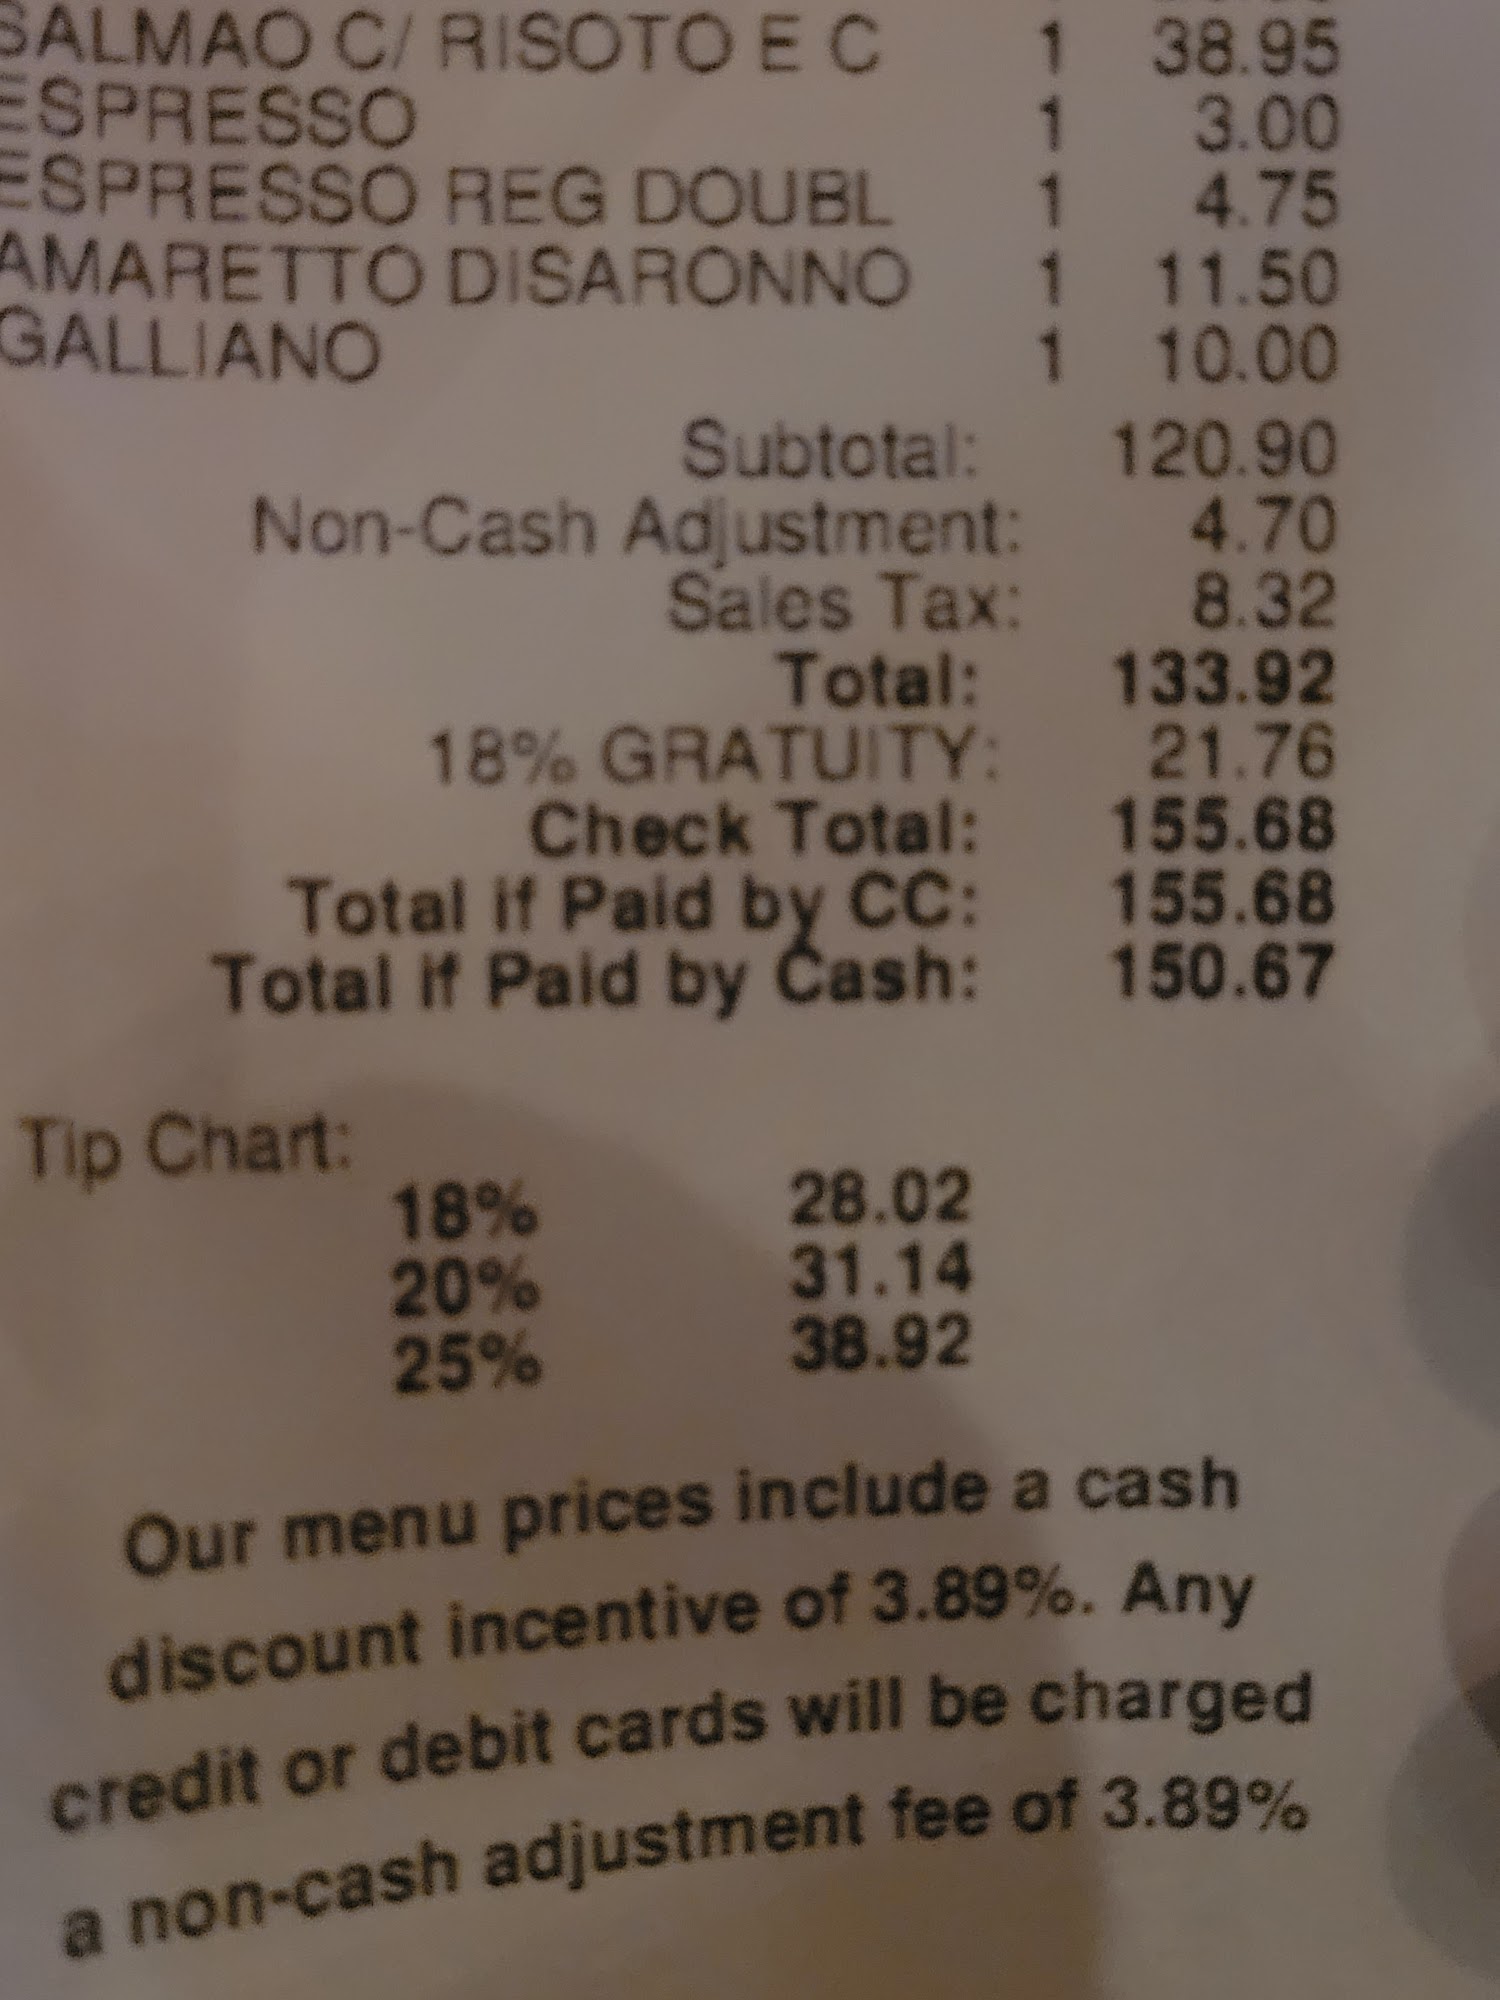 SALMAO C/ RISOTO E C 1 38.95
ESPRESSO 1 3.00
ESPRESSO REG DOUBL 1 4.75
AMARETTO DISARONNO 1 11.50
GALLIANO 1 10.00
Subtotal: 120.90
Non-Cash Adjustment: 4.70
Sales Tax: 8.32
Total: 133.92
18% GRATUITY: 21.76
Check Total: 155.68
Total if Paid by CC: 155.68
Total if Paid by Cash: 150.67
Tip Chart:
18% 28.02
20% 31.14
25% 38.92
Our menu prices include a cash
discount incentive of 3.89%. Any
credit or debit cards will be charged
a non-cash adjustment fee of 3.89%